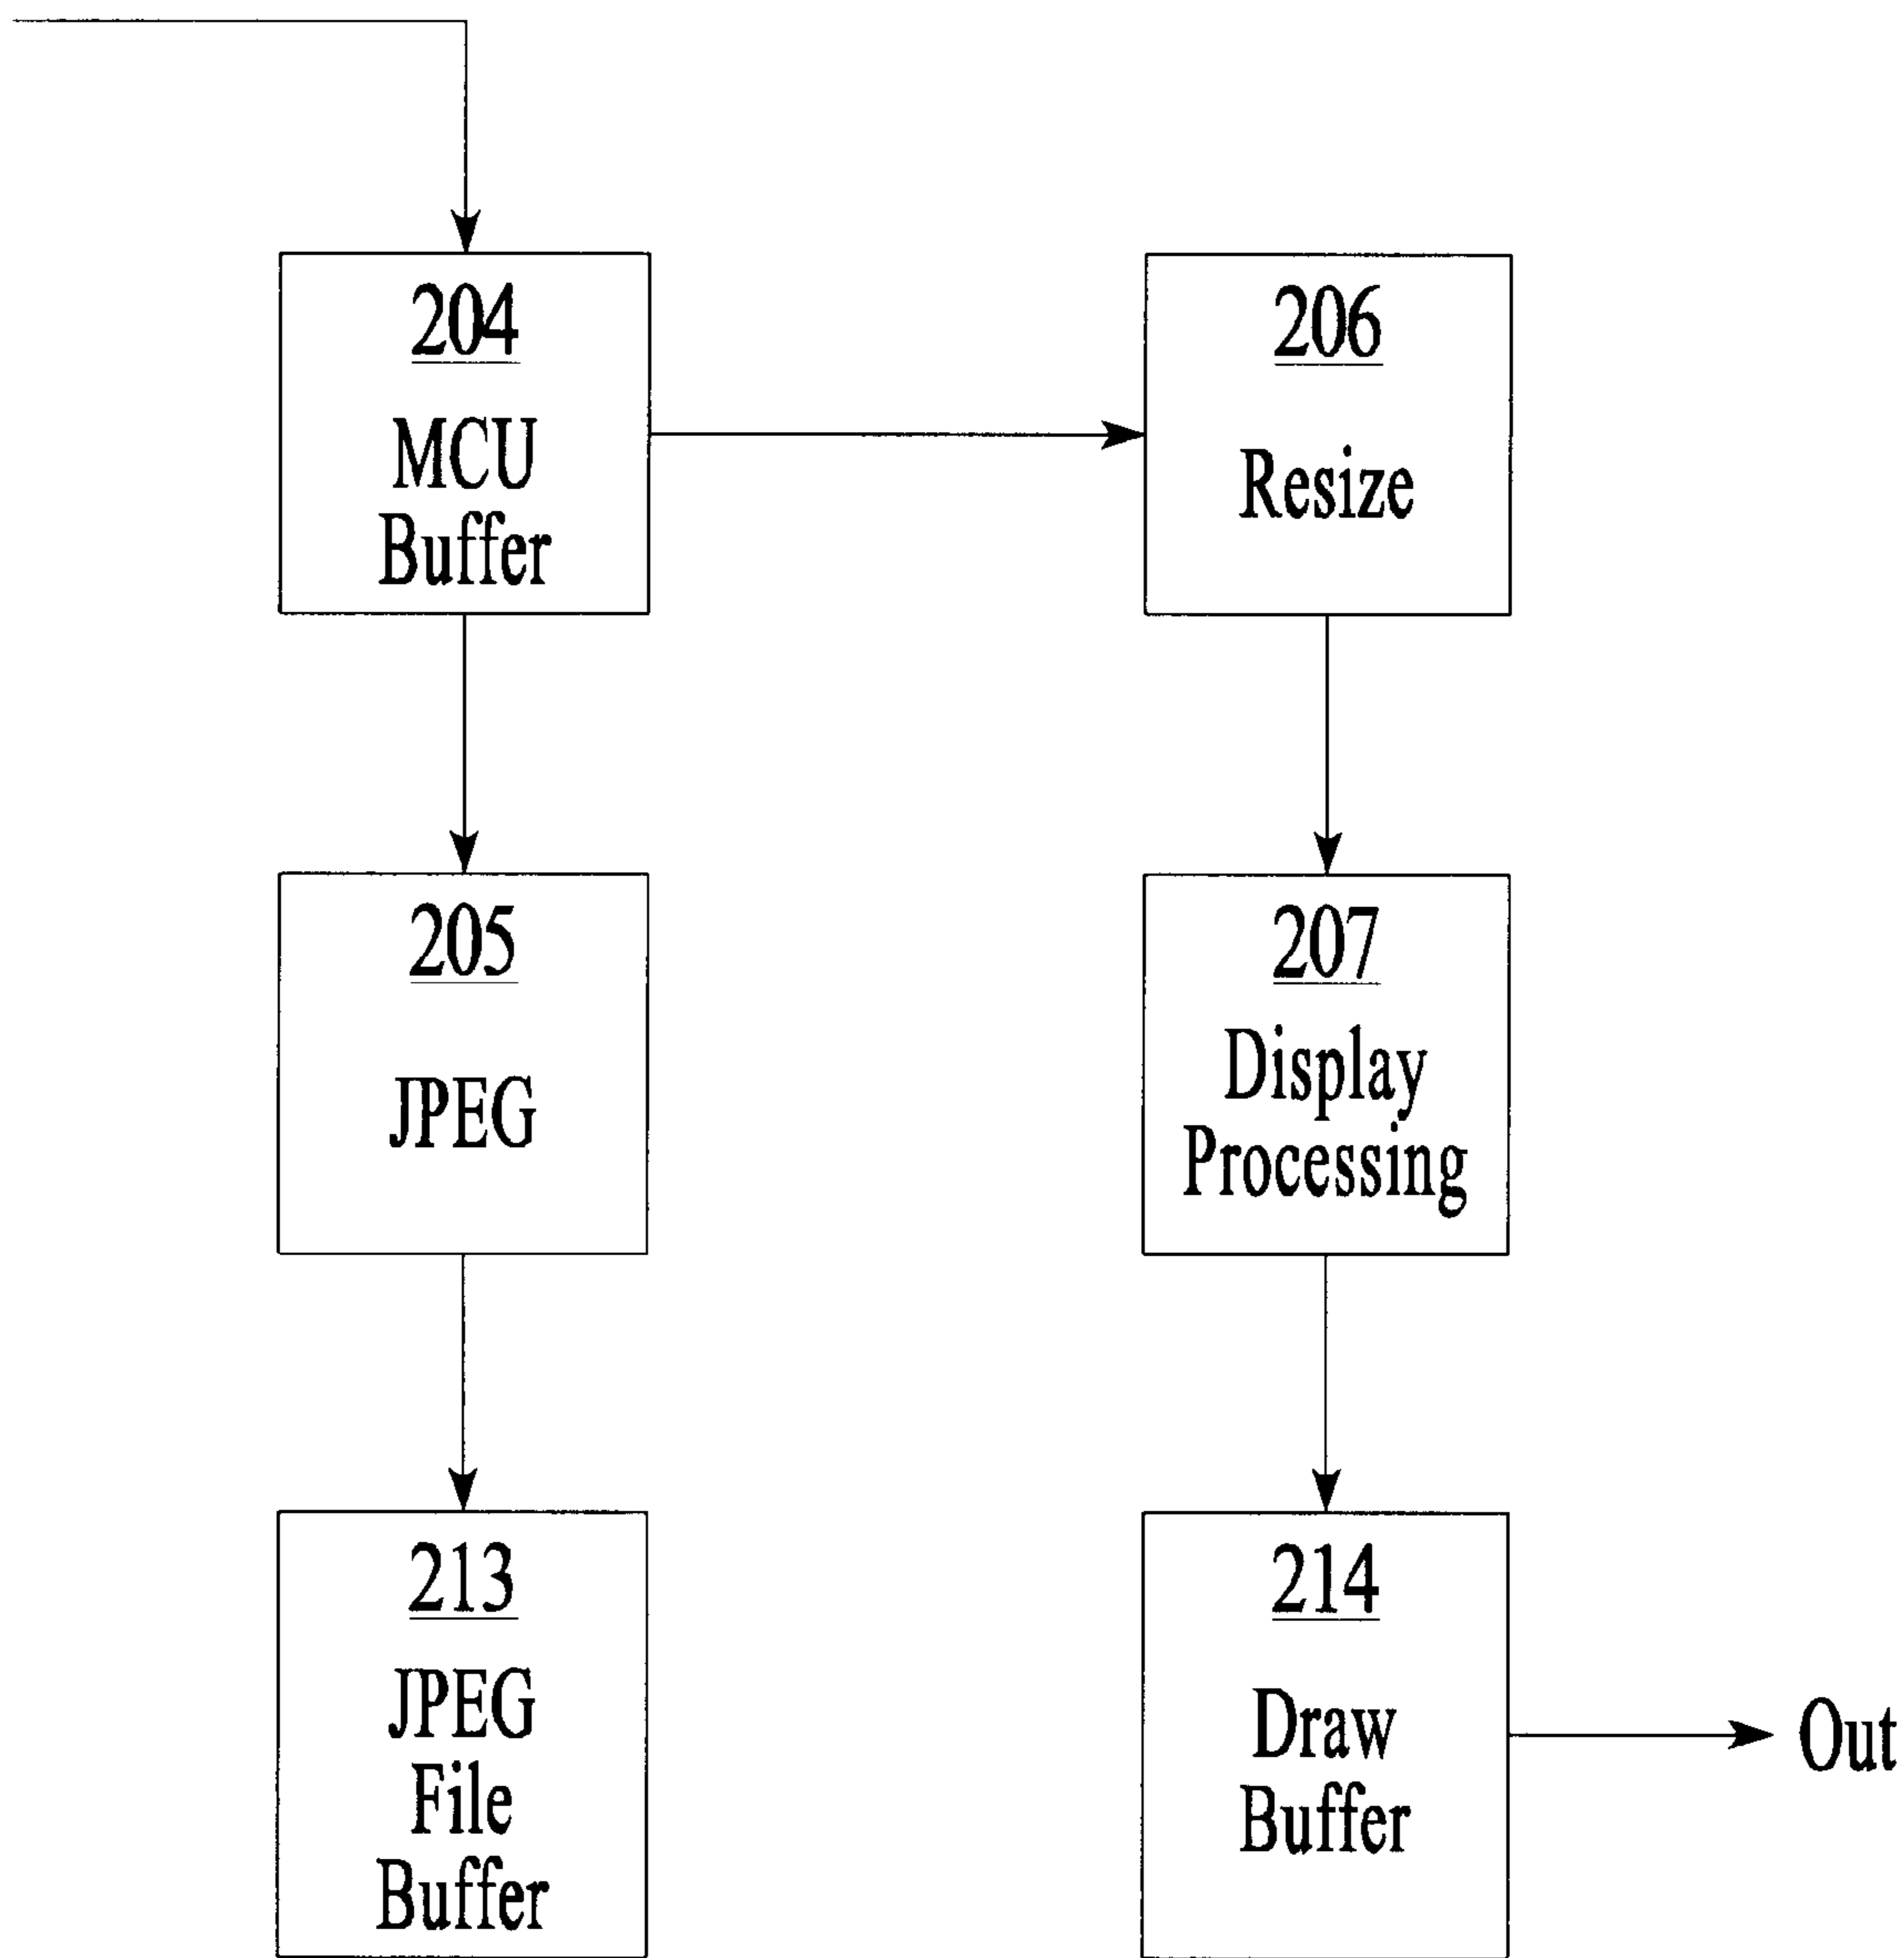 204
MCU
Buffer
206
Resize
205
JPEG
207
Display
Processing
213
JPEG
File
Buffer
214
Draw
Buffer
Out